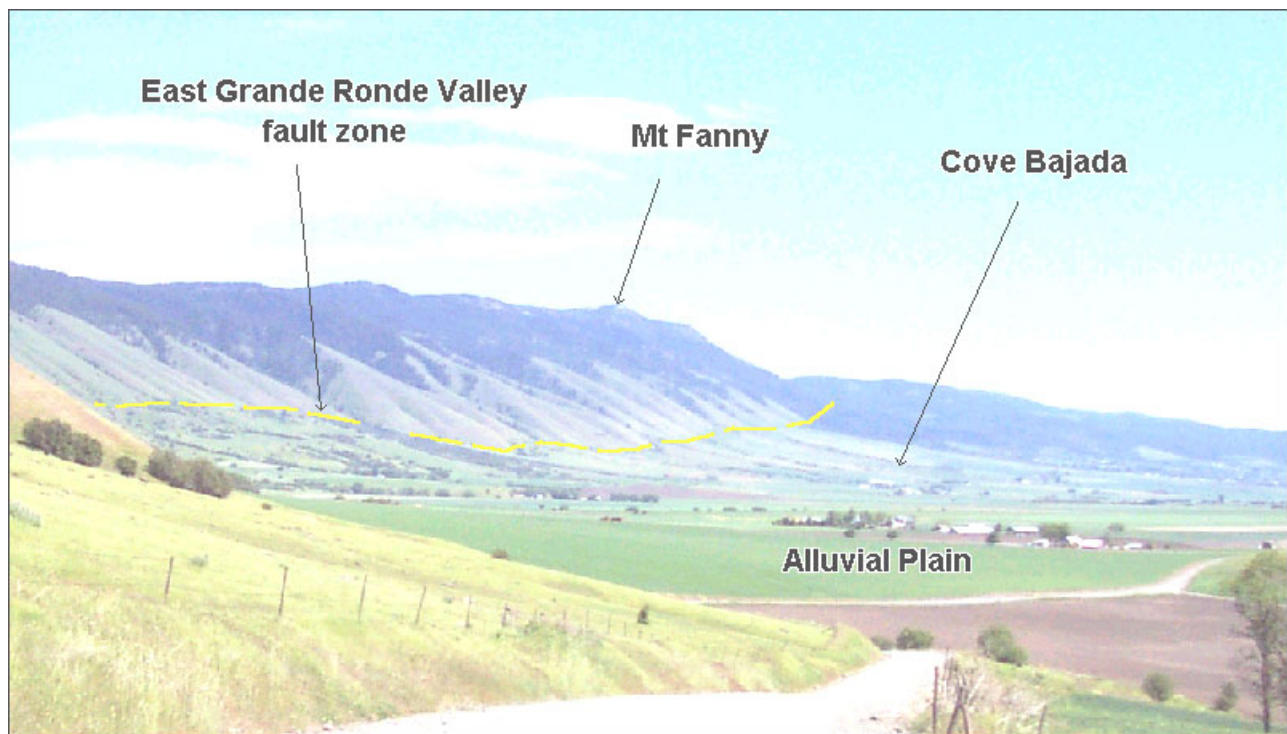 East Grande Ronde Valley
fault zone
Mt Fanny
Cove Bajada
Alluvial Plain